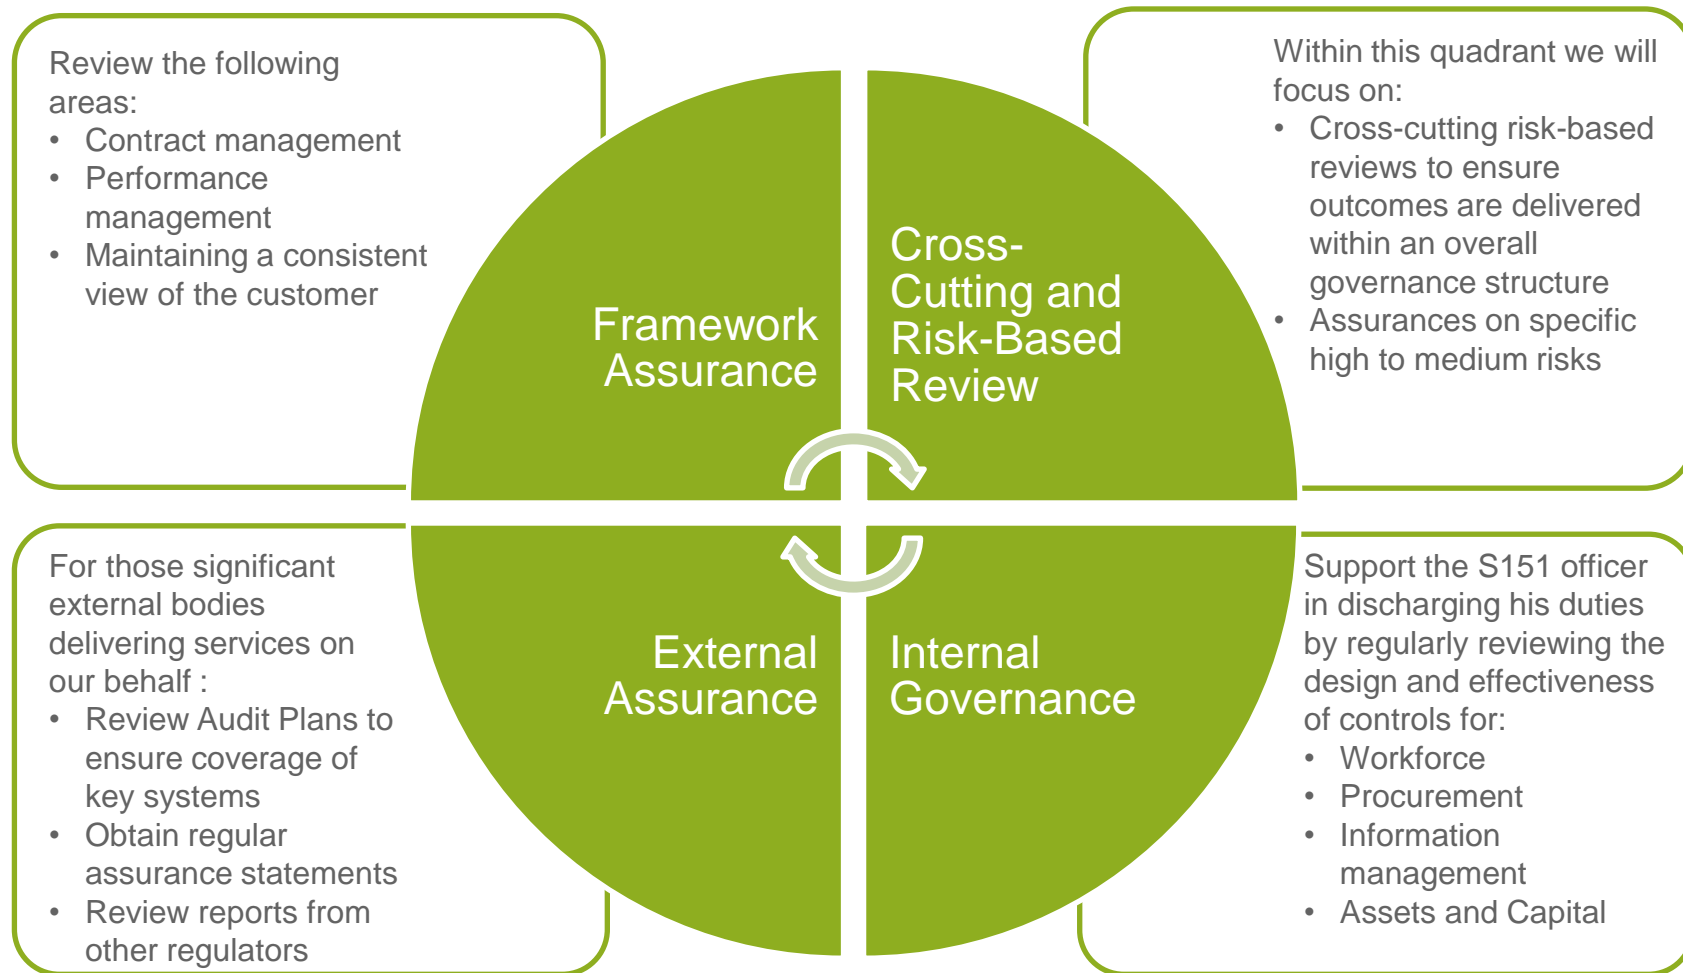 Review the following
areas:
• Contract management
• Performance
management
• Maintaining a consistent
view of the customer
Framework
Assurance
Cross-
Cutting and
Risk-Based
Review
Within this quadrant we will
focus on:
• Cross-cutting risk-based
reviews to ensure
outcomes are delivered
within an overall
governance structure
• Assurances on specific
high to medium risks
For those significant
external bodies
delivering services on
our behalf :
• Review Audit Plans to
ensure coverage of
key systems
• Obtain regular
assurance statements
• Review reports from
other regulators
External
Assurance
Internal
Governance
Support the S151 officer
in discharging his duties
by regularly reviewing the
design and effectiveness
of controls for:
• Workforce
• Procurement
• Information
management
• Assets and Capital